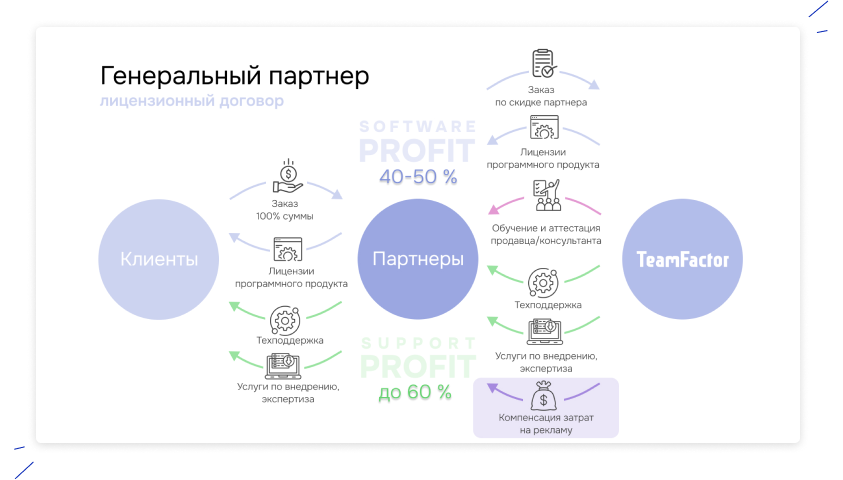 Генеральный партнер
лицензионный договор
Заказ
100% суммы
Лицензии
программного продукта
Техподдержка
Услуги по внедрению,
экспертиза
Клиенты
SOFTWARE
PROFIT
40-50 %
Партнеры
SUPPORT
PROFIT
до 60 %
Заказ
по скидке партнера
Лицензии
программного продукта
Обучение и аттестация
продавца/консультанта
Техподдержка
Услуги по внедрению,
экспертиза
Компенсация затрат
на рекламу
TeamFactor